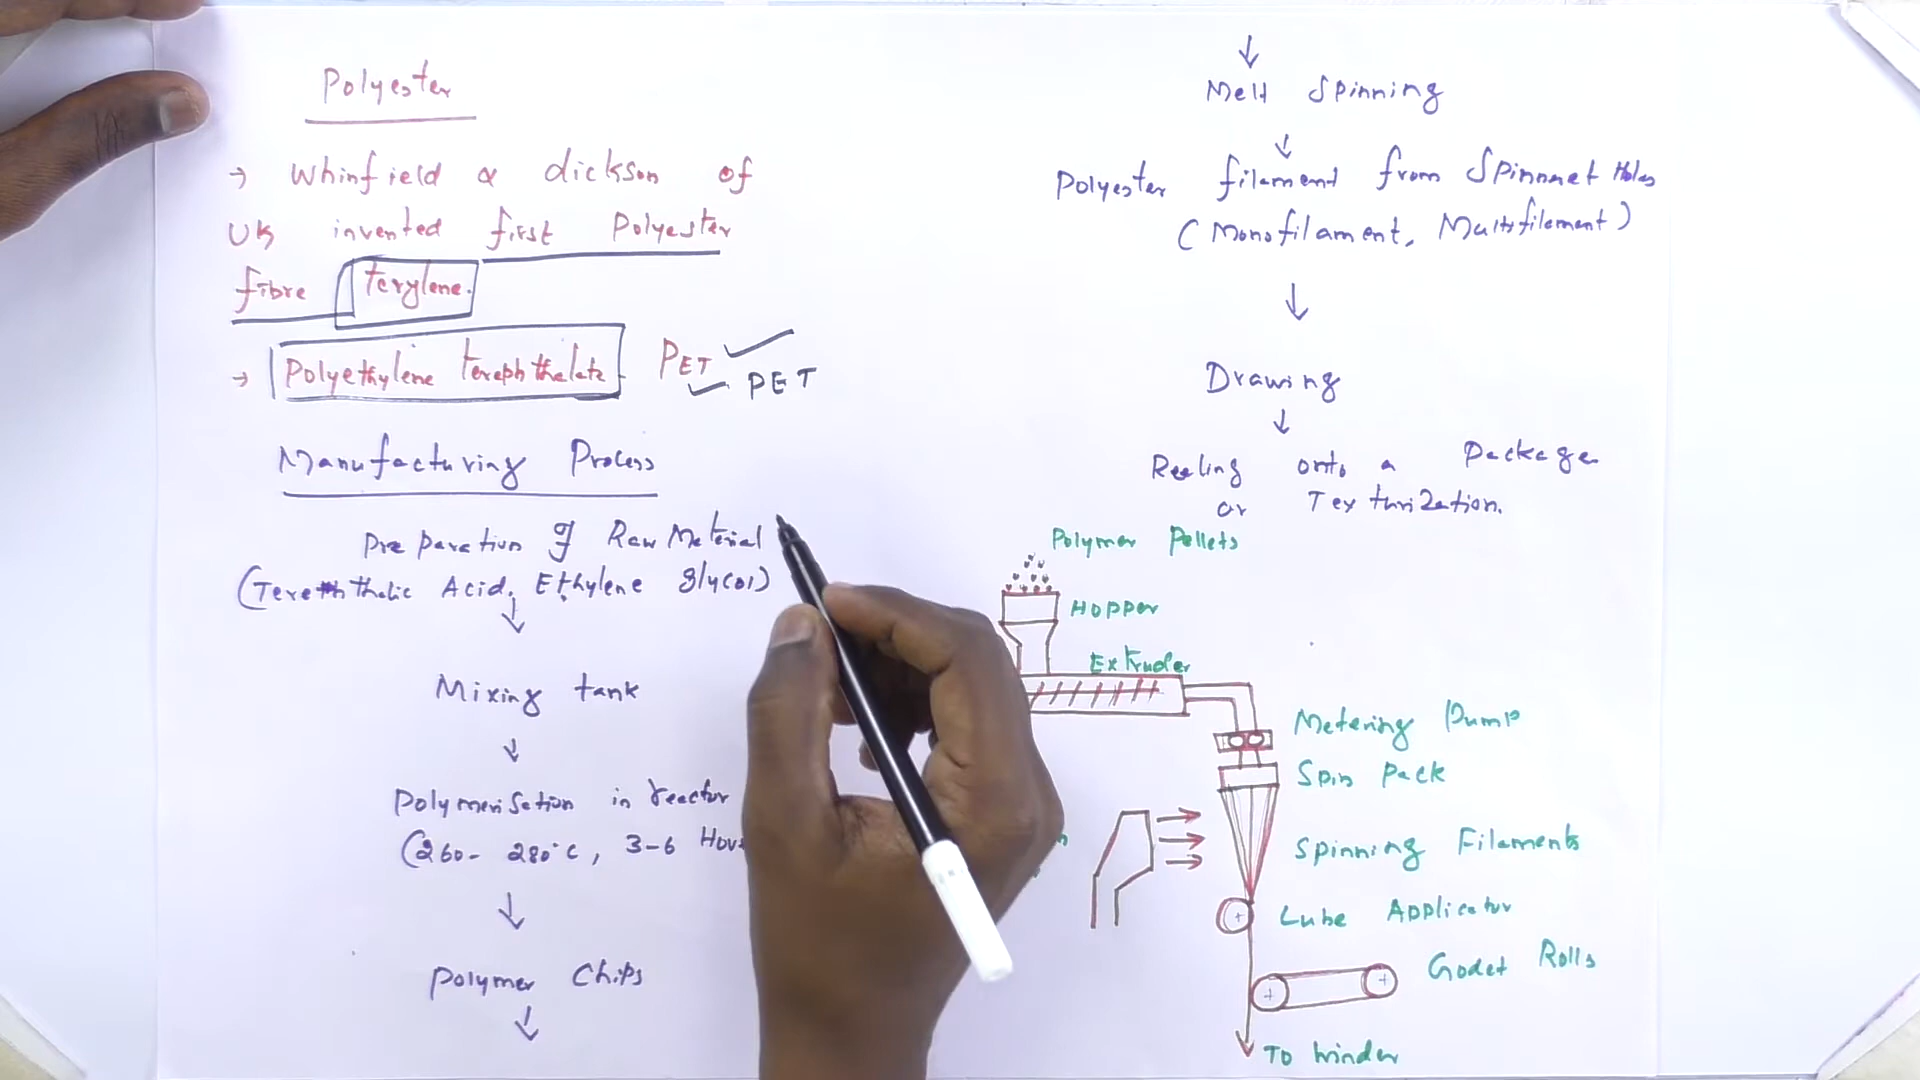 Polyester
→ Whinfield & dickson of
UK invented first Polyester
fibre terylene.
→ Polyethylene terephthalate PET
PET
Manufacturing Process
Preparation of Raw Material
(Terephthalic Acid, Ethylene glycol)
↓
Mixing tank
↓
Polymerisation in reactor
(260- 280°C, 3-6
↓
Polymer Chips
↓
↓
Melt Spinning
↓
Polyester filament from Spinnaret Holes
(Monofilament, Multifilament)
↓
Drawing
↓
Reeling onto a Package
or Texturization.
Polymer Pellets
Hopper
Extruder
Metering Pump
Spin Pack
Spinning Filaments
Lube Applicator
Godet Rolls
To Winder